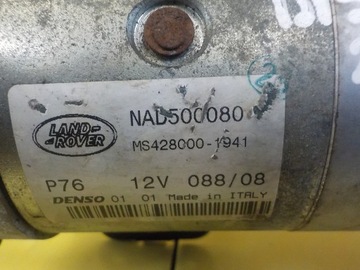 LAND-
ROVER
NAD500080
MS428000-1941
P76 12V 088/08
DENSO 01 01 Made in ITALY